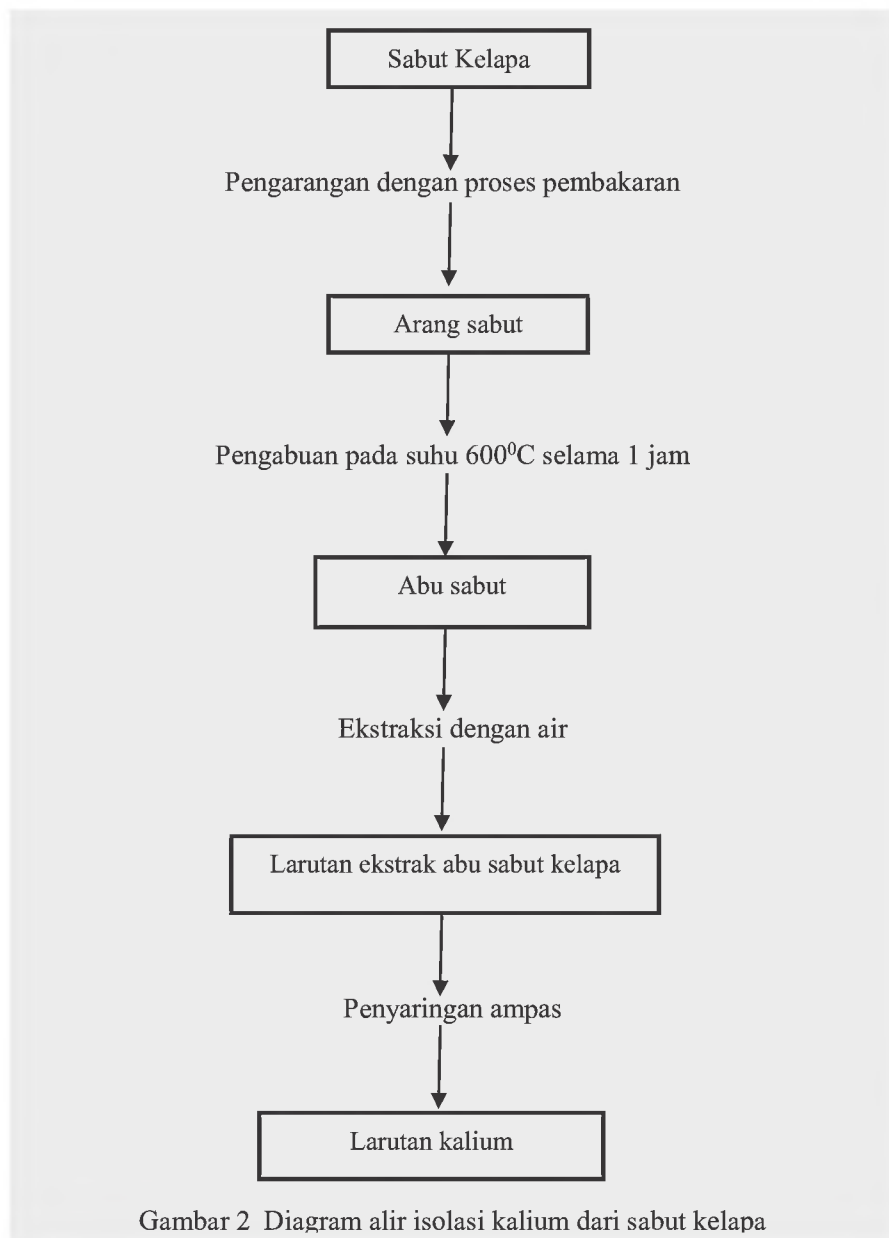 Sabut Kelapa
Pengarangan dengan proses pembakaran
Arang sabut
Pengabuan pada suhu 600⁰C selama 1 jam
Abu sabut
Ekstraksi dengan air
Larutan ekstrak abu sabut kelapa
Penyaringan ampas
Larutan kalium
Gambar 2 Diagram alir isolasi kalium dari sabut kelapa